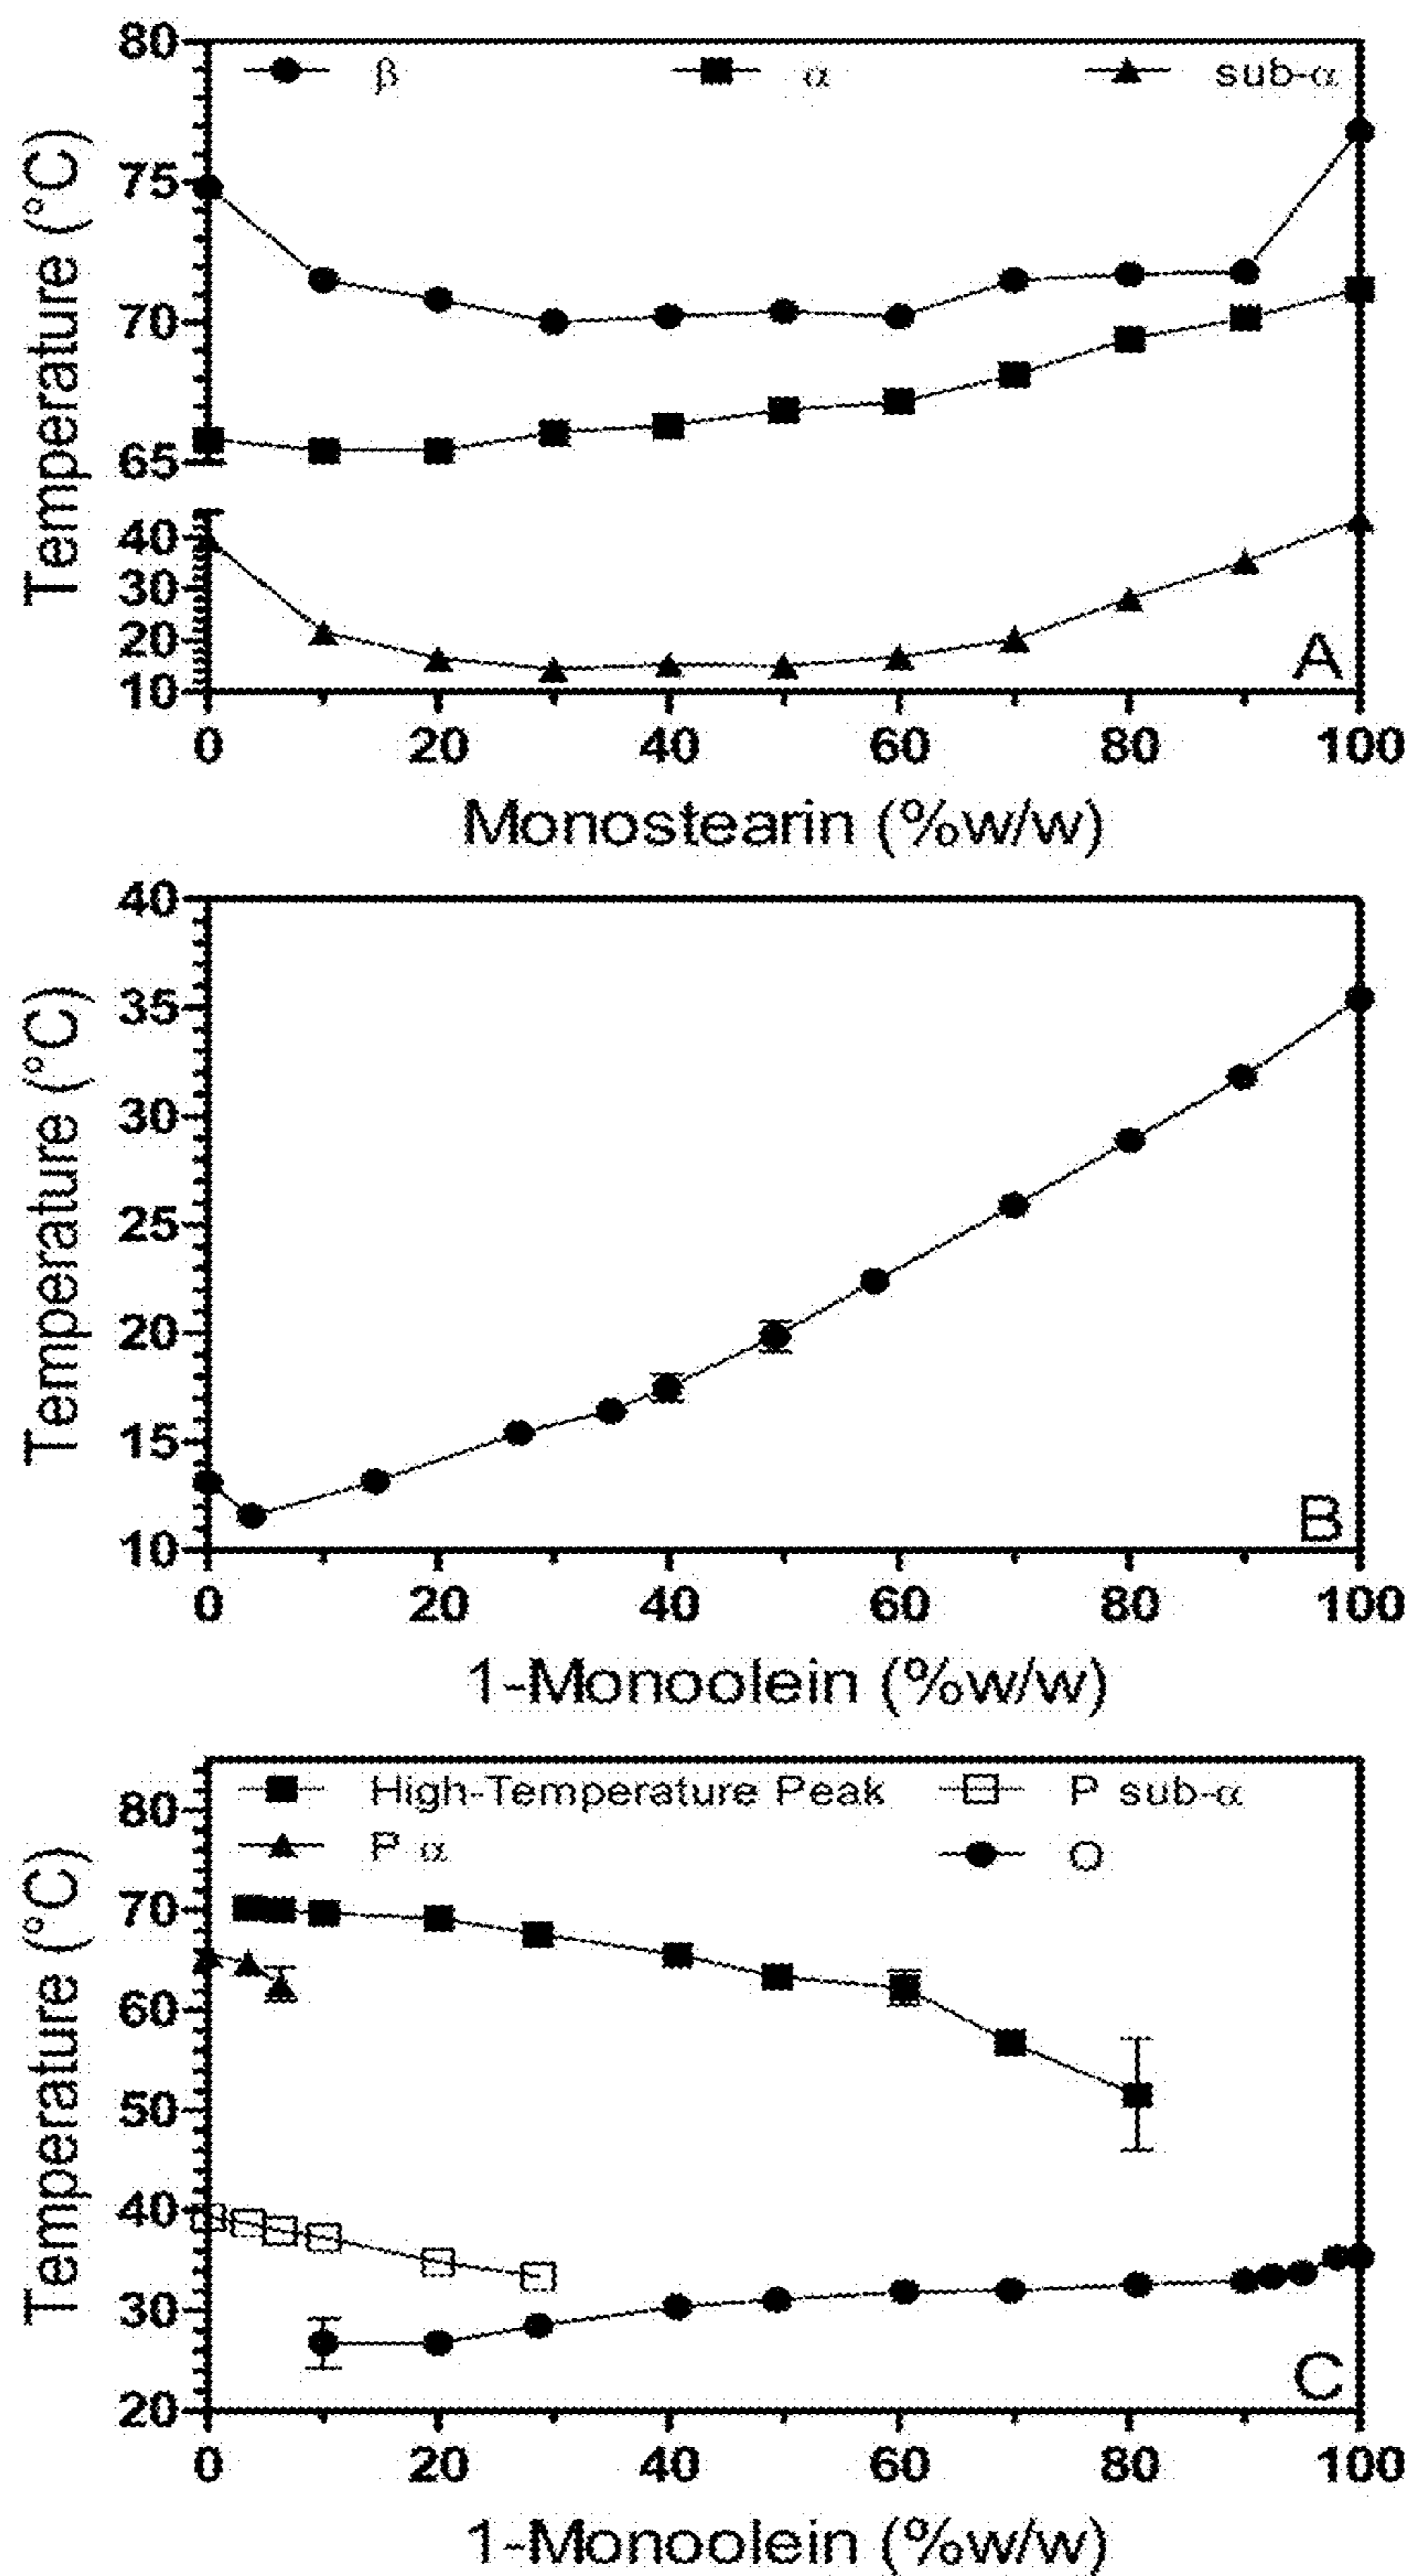 80
β α sub-α
75
70
65
40
30
20
10
Temperature (°C)
A
0 20 40 60 80 100
Monostearin (%w/w)
40
35
30
25
20
15
10
Temperature (°C)
B
0 20 40 60 80 100
1-Monoolein (%w/w)
High-Temperature Peak P sub-α
P α O
80
70
60
50
40
30
20
Temperature (°C)
C
0 20 40 60 80 100
1-Monoolein (%w/w)